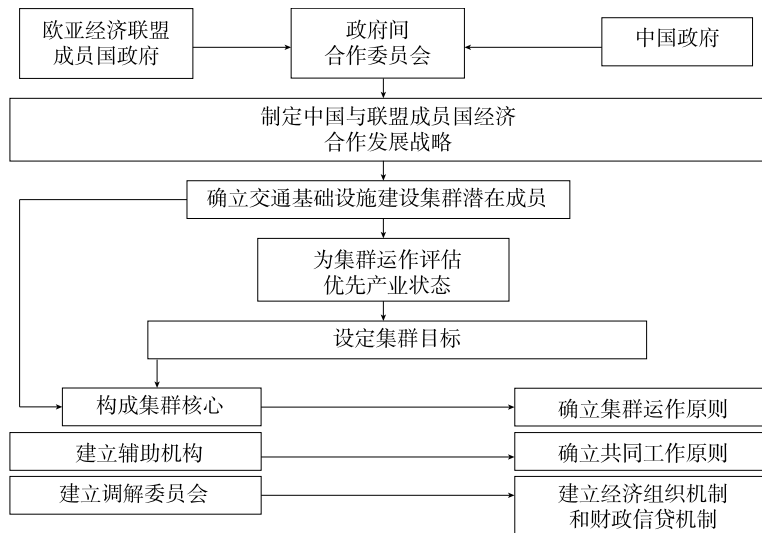 欧亚经济联盟
成员国政府
政府间
合作委员会
中国政府
制定中国与联盟成员国经济
合作发展战略
确立交通基础设施建设集群潜在成员
为集群运作评估
优先产业状态
设定集群目标
构成集群核心
确立集群运作原则
建立辅助机构
确立共同工作原则
建立调解委员会
建立经济组织机制
和财政信贷机制